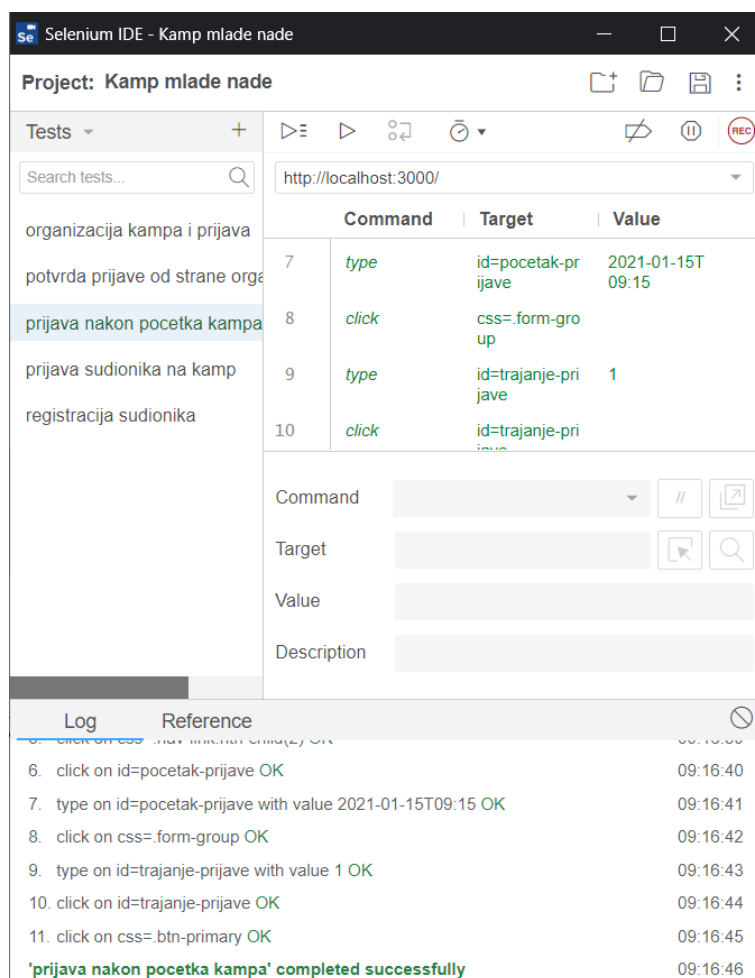 Selenium IDE - Kamp mlade nade
Project: Kamp mlade nade
Tests
Search tests...
organizacija kampa i prijava
potvrda prijave od strane orga
prijava nakon pocetka kampa
prijava sudionika na kamp
registracija sudionika
REC
http://localhost:3000/
Command Target Value
7 type id=pocetak-pr 2021-01-15T
ijave 09:15
8 click css=.form-gro
up
9 type id=trajanje-pri 1
jave
10 click id=trajanje-pri
Command //
Target
Value
Description
Log Reference
6. click on id=pocetak-prijave OK 09:16:40
7. type on id=pocetak-prijave with value 2021-01-15T09:15 OK 09:16:41
8. click on css=.form-group OK 09:16:42
9. type on id=trajanje-prijave with value 1 OK 09:16:43
10. click on id=trajanje-prijave OK 09:16:44
11. click on css=.btn-primary OK 09:16:45
'prijava nakon pocetka kampa' completed successfully 09:16:46